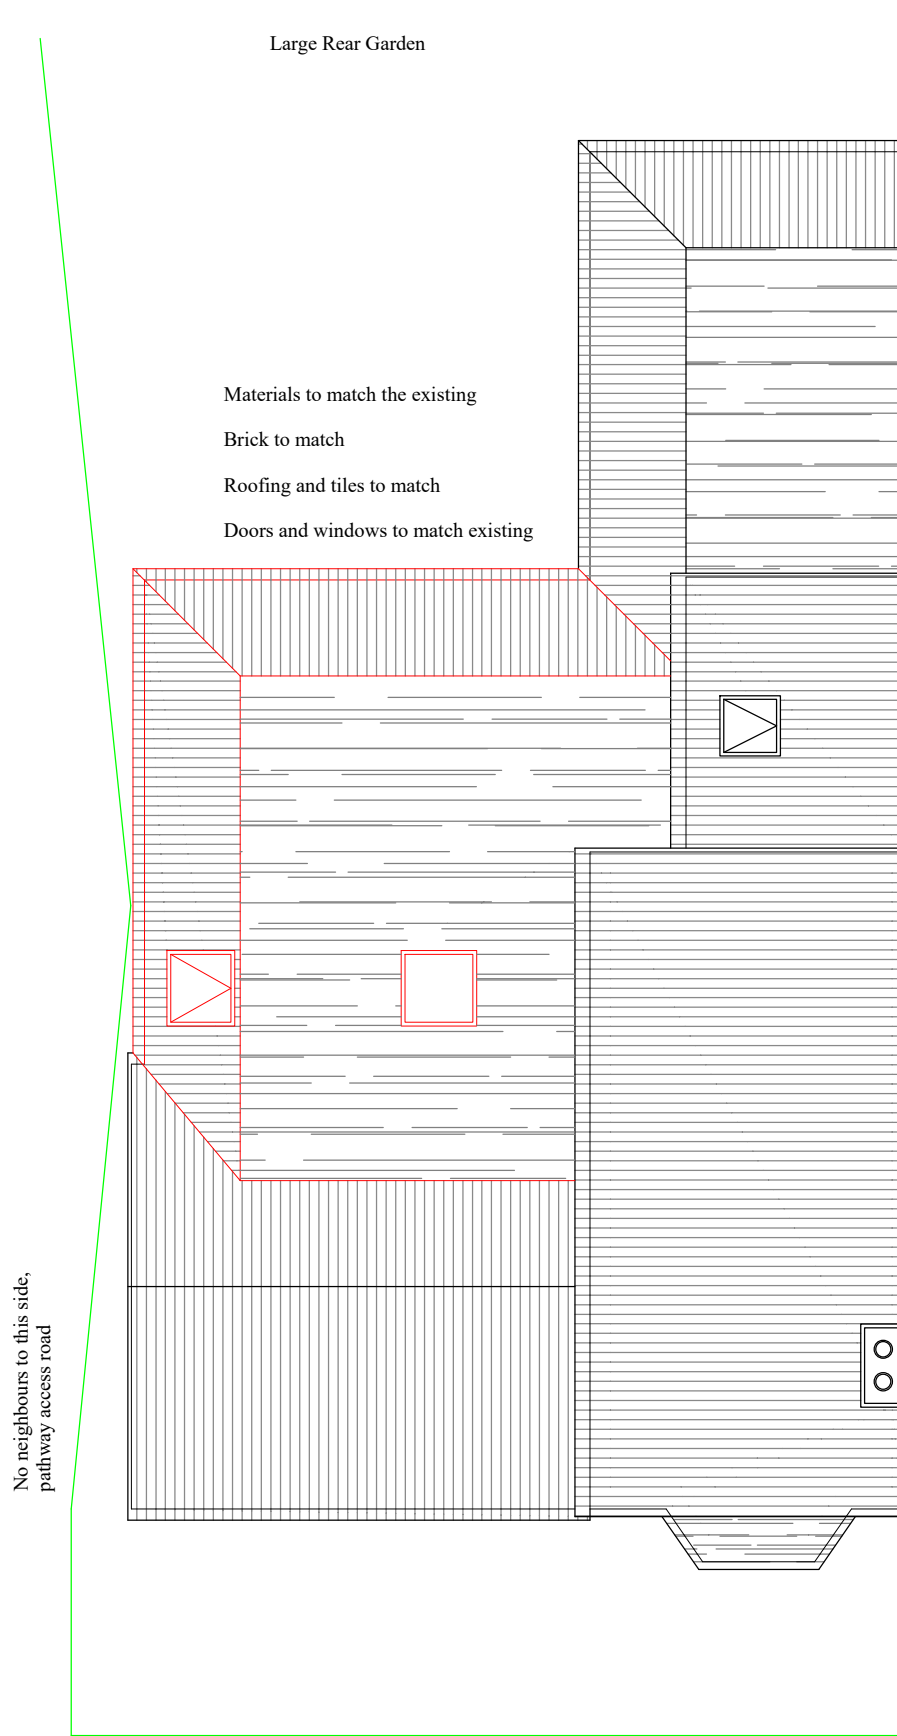 Large Rear Garden
Materials to match the existing
Brick to match
Roofing and tiles to match
Doors and windows to match existing
No neighbours to this side,
pathway access road